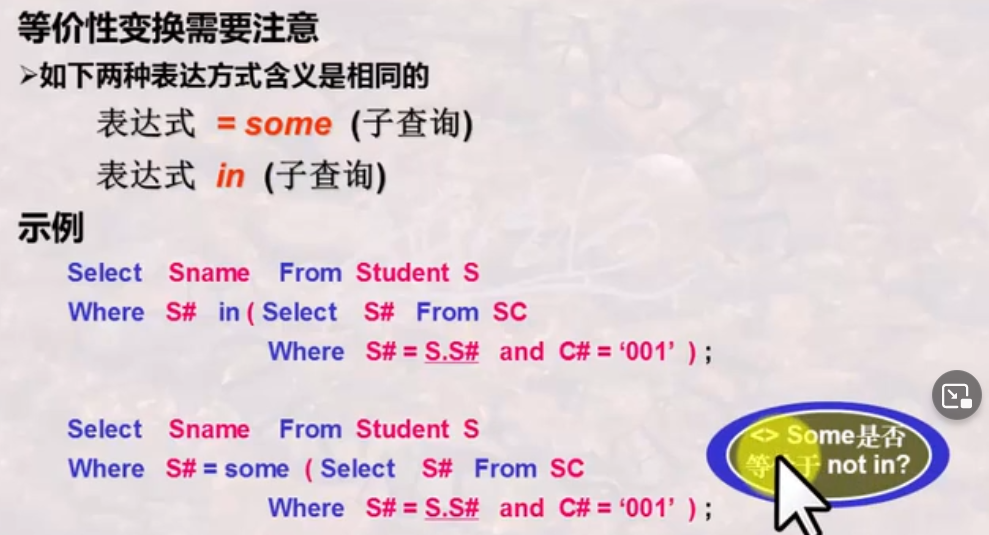 等价性变换需要注意
➢如下两种表达方式含义是相同的
表达式 = some (子查询)
表达式 in (子查询)
示例
Select Sname From Student S
Where S# in ( Select S# From SC
Where S# = S.S# and C# = ‘001’ ) ;
Select Sname From Student S
Where S# = some ( Select S# From SC
Where S# = S.S# and C# = ‘001’ ) ;
<> Some是否
等 not in?